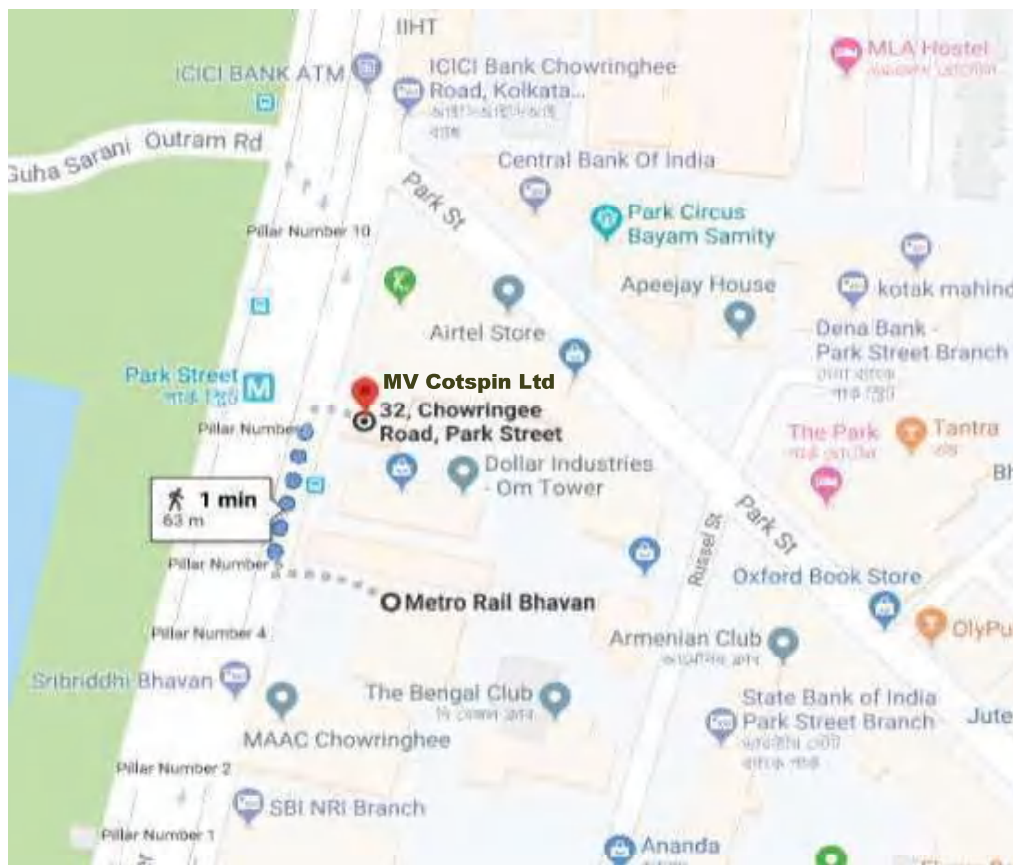 IIHT
ICICI BANK ATM
ICICI Bank Chowringhee
Road, Kolkata...
MLA Hostel
Guha Sarani
Outram Rd
Central Bank Of India
Park St
Park Circus
Bayam Samity
Pillar Number 10
Apeejay House
kotak mahind
Airtel Store
Dena Bank -
Park Street Branch
Park Street
পার্ক স্ট্রিট
MV Cotspin Ltd
32, Chowringee
Road, Park Street
Pillar Number
The Park
Tantra
Dollar Industries
- Om Tower
Bh
1 min
63 m
Park St
Russel St
Pillar Number
Oxford Book Store
Metro Rail Bhavan
OlyPu
Pillar Number 4
Armenian Club
Sribriddhi Bhavan
The Bengal Club
State Bank of India
Park Street Branch
Jute
MAAC Chowringhee
Pillar Number 2
SBI NRI Branch
Pillar Number 1
Ananda